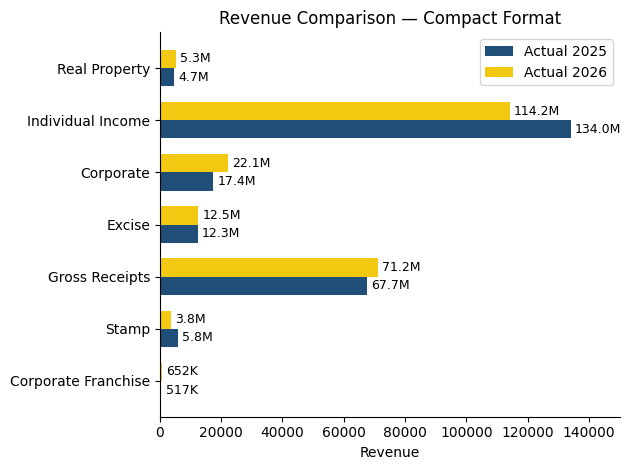 Revenue Comparison — Compact Format
Actual 2025
Actual 2026
Real Property
5.3M
4.7M
Individual Income
114.2M
134.0M
Corporate
22.1M
17.4M
Excise
12.5M
12.3M
Gross Receipts
71.2M
67.7M
Stamp
3.8M
5.8M
Corporate Franchise
652K
517K
0 20000 40000 60000 80000 100000 120000 140000
Revenue